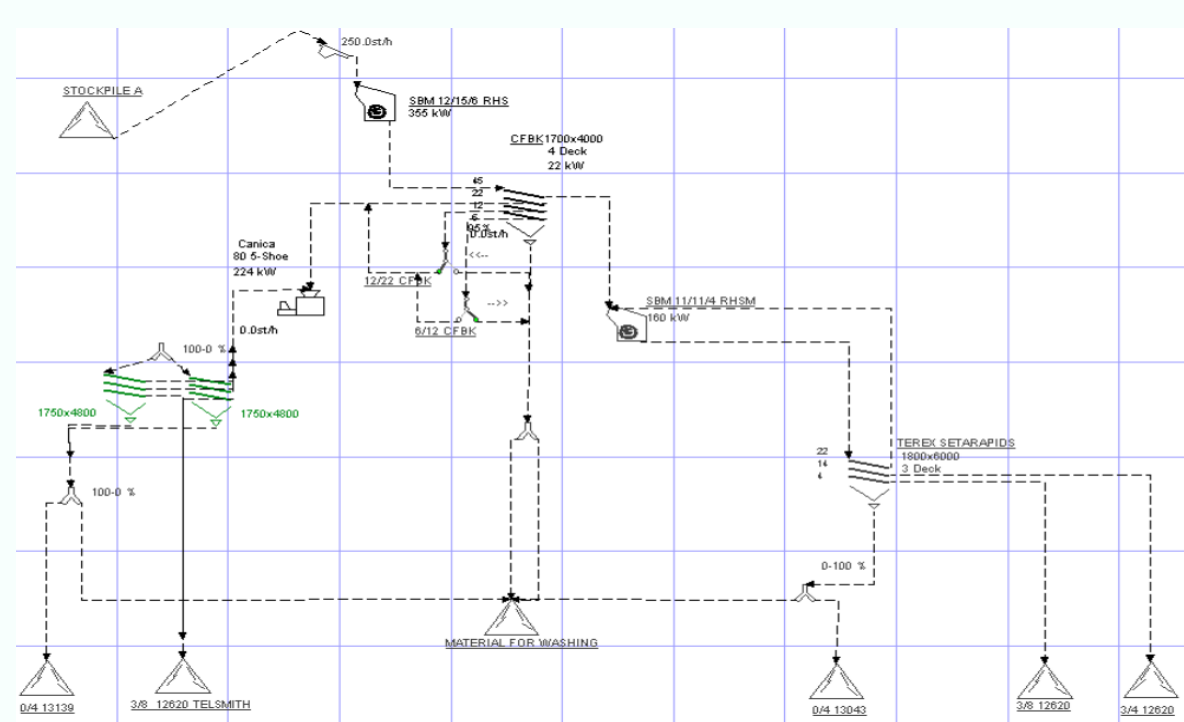 250.0st/h
STOCKPILE A
SBM 12/15/6 RHS
355 kW
CFBK1700x4000
4 Deck
22 kW
22
12
6
95%
0.0st/h
Canica
80 5-Shoe
224 kW
<<--
12/22 CFBK
-->>
6/12 CFBK
SBM 11/11/4 RHSM
160 kW
0.0st/h
100-0 %
1750x4800
1750x4800
TEREX SETARAPIDS
1800x6000
3 Deck
22
4
100-0 %
0-100 %
MATERIAL FOR WASHING
0/4 13139
3/8 12620 TELSMITH
0/4 13043
3/8 12620
3/4 12620